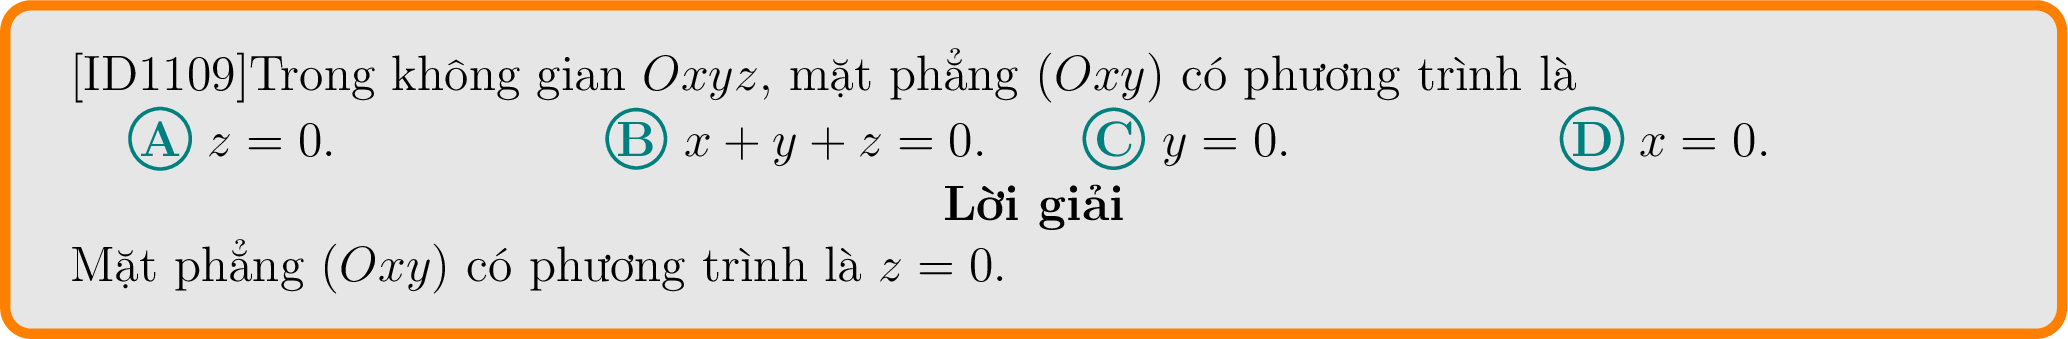 [ID1109]Trong không gian Oxyz, mặt phẳng (Oxy) có phương trình là
A z = 0. B x + y + z = 0. C y = 0. D x = 0.
Lời giải
Mặt phẳng (Oxy) có phương trình là z = 0.